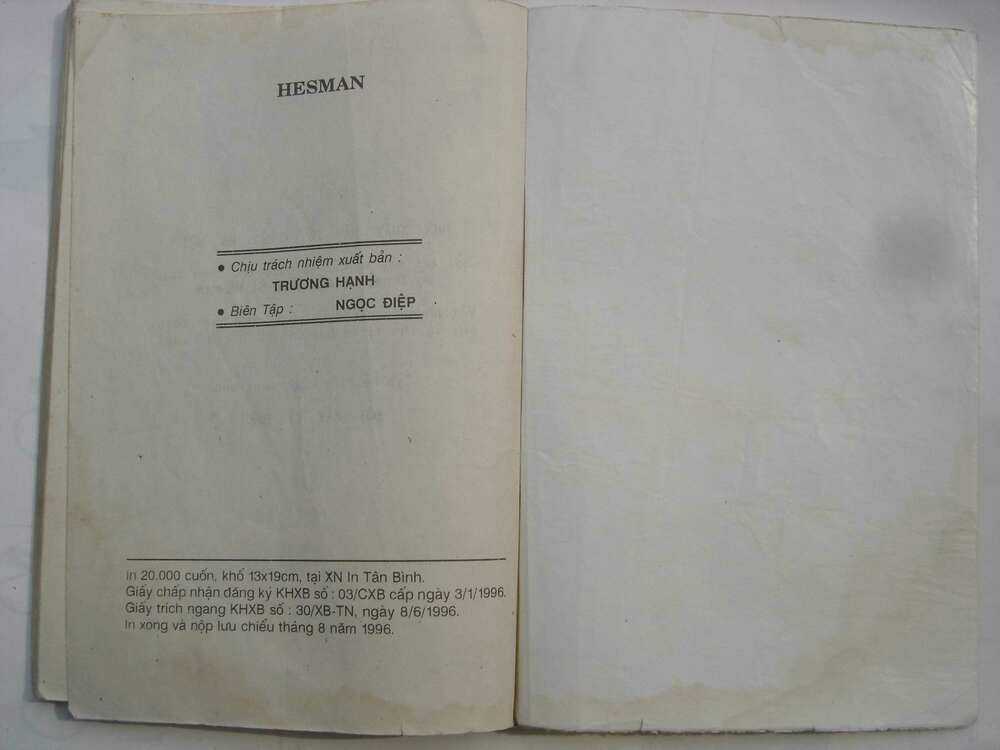 HESMAN
• Chịu trách nhiệm xuất bản :
TRƯƠNG HẠNH
• Biên Tập : NGỌC ĐIỆP
In 20.000 cuốn, khổ 13x19cm, tại XN In Tân Bình.
Giấy chấp nhận đăng ký KHXB số : 03/CXB cấp ngày 3/1/1996.
Giấy trích ngang KHXB số : 30/XB-TN, ngày 8/6/1996.
In xong và nộp lưu chiểu tháng 8 năm 1996.